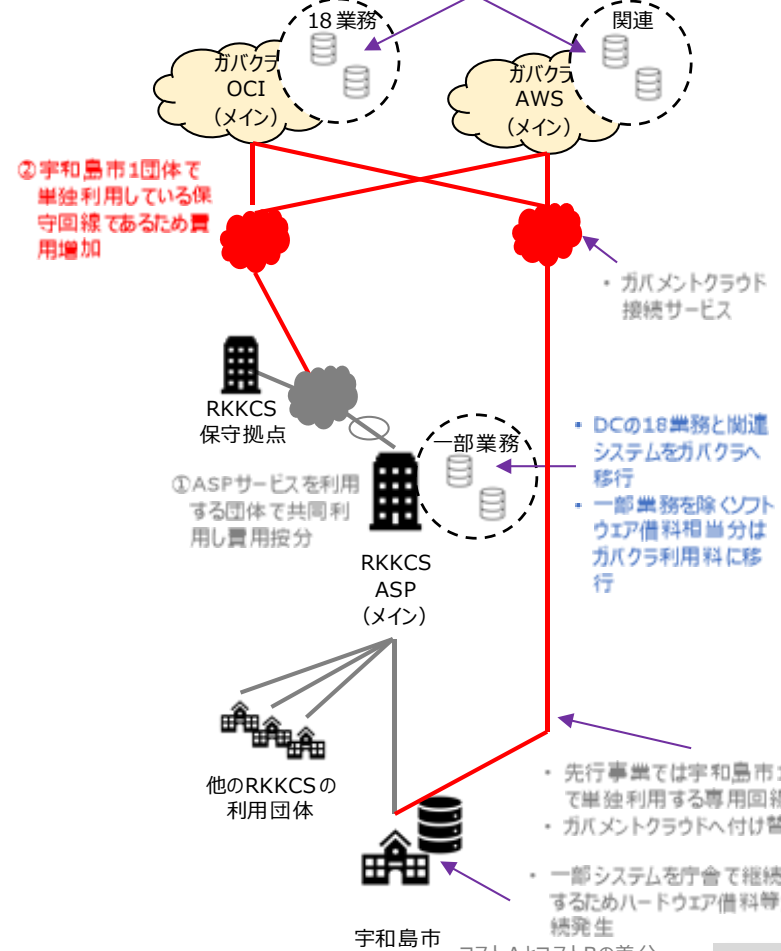 18業務
関連
ガバクラ
OCI
(メイン)
ガバクラ
AWS
(メイン)
②宇和島市1団体で
単独利用している保
守回線であるため費
用増加
・ガバメントクラウド
接続サービス
RKKCS
保守拠点
一部業務
・DCの18業務と関連
システムをガバクラへ
移行
・一部業務を除くソフト
ウェア借料相当分は
ガバクラ利用料に移
行
①ASPサービスを利用
する団体で共同利
用し費用按分
RKKCS
ASP
(メイン)
他のRKKCSの
利用団体
・先行事業では宇和島市
で単独利用する専用回線
・ガバメントクラウドへ付け替
・一部システムを庁舎で継続
するためハードウェア借料等
続発生
宇和島市